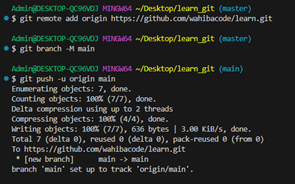 Admin@DESKTOP-QC96VDJ MINGW64 ~/Desktop/learn_git (master)
$ git remote add origin https://github.com/wahibacode/learn.git
Admin@DESKTOP-QC96VDJ MINGW64 ~/Desktop/learn_git (master)
$ git branch -M main
Admin@DESKTOP-QC96VDJ MINGW64 ~/Desktop/learn_git (main)
$ git push -u origin main
Enumerating objects: 7, done.
Counting objects: 100% (7/7), done.
Delta compression using up to 2 threads
Compressing objects: 100% (4/4), done.
Writing objects: 100% (7/7), 636 bytes | 3.00 KiB/s, done.
Total 7 (delta 0), reused 0 (delta 0), pack-reused 0 (from 0)
To https://github.com/wahibacode/learn.git
* [new branch] main -> main
branch 'main' set up to track 'origin/main'.